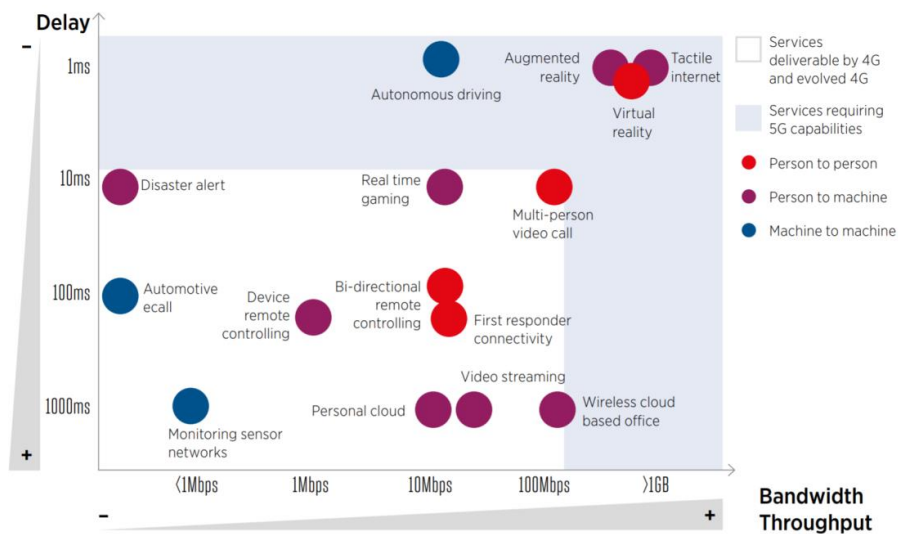 Delay
–
1ms
10ms
100ms
1000ms
+
Autonomous driving
Augmented
reality
Tactile
internet
Virtual
reality
Disaster alert
Real time
gaming
Multi-person
video call
Automotive
ecall
Device
remote
controlling
Bi-directional
remote
controlling
First responder
connectivity
Monitoring sensor
networks
Personal cloud
Video streaming
Wireless cloud
based office
<1Mbps
1Mbps
10Mbps
100Mbps
>1GB
–
+
Bandwidth
Throughput
Services
deliverable by 4G
and evolved 4G
Services requiring
5G capabilities
Person to person
Person to machine
Machine to machine